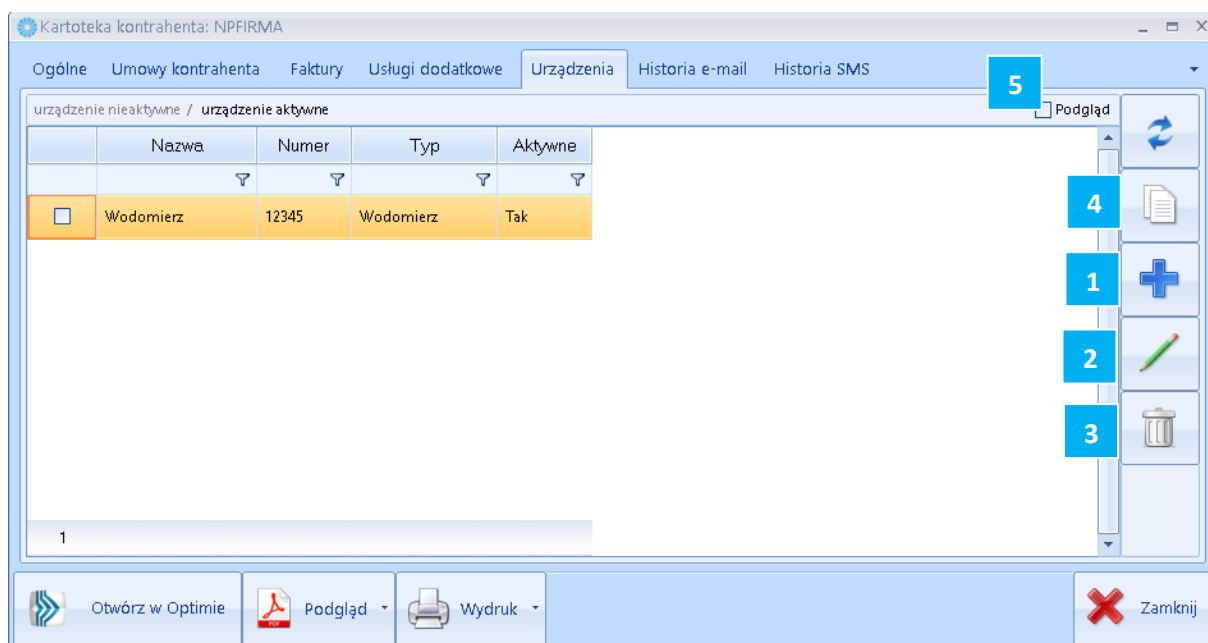 Kartoteka kontrahenta: NPFIRMA
Ogólne Umowy kontrahenta Faktury Usługi dodatkowe Urządzenia Historia e-mail Historia SMS
5
urządzenie nieaktywne / urządzenie aktywne Podgląd
Nazwa Numer Typ Aktywne
Wodomierz 12345 Wodomierz Tak
4
1
2
3
1
Otwórz w Optimie PDF Podgląd Wydruk Zamknij